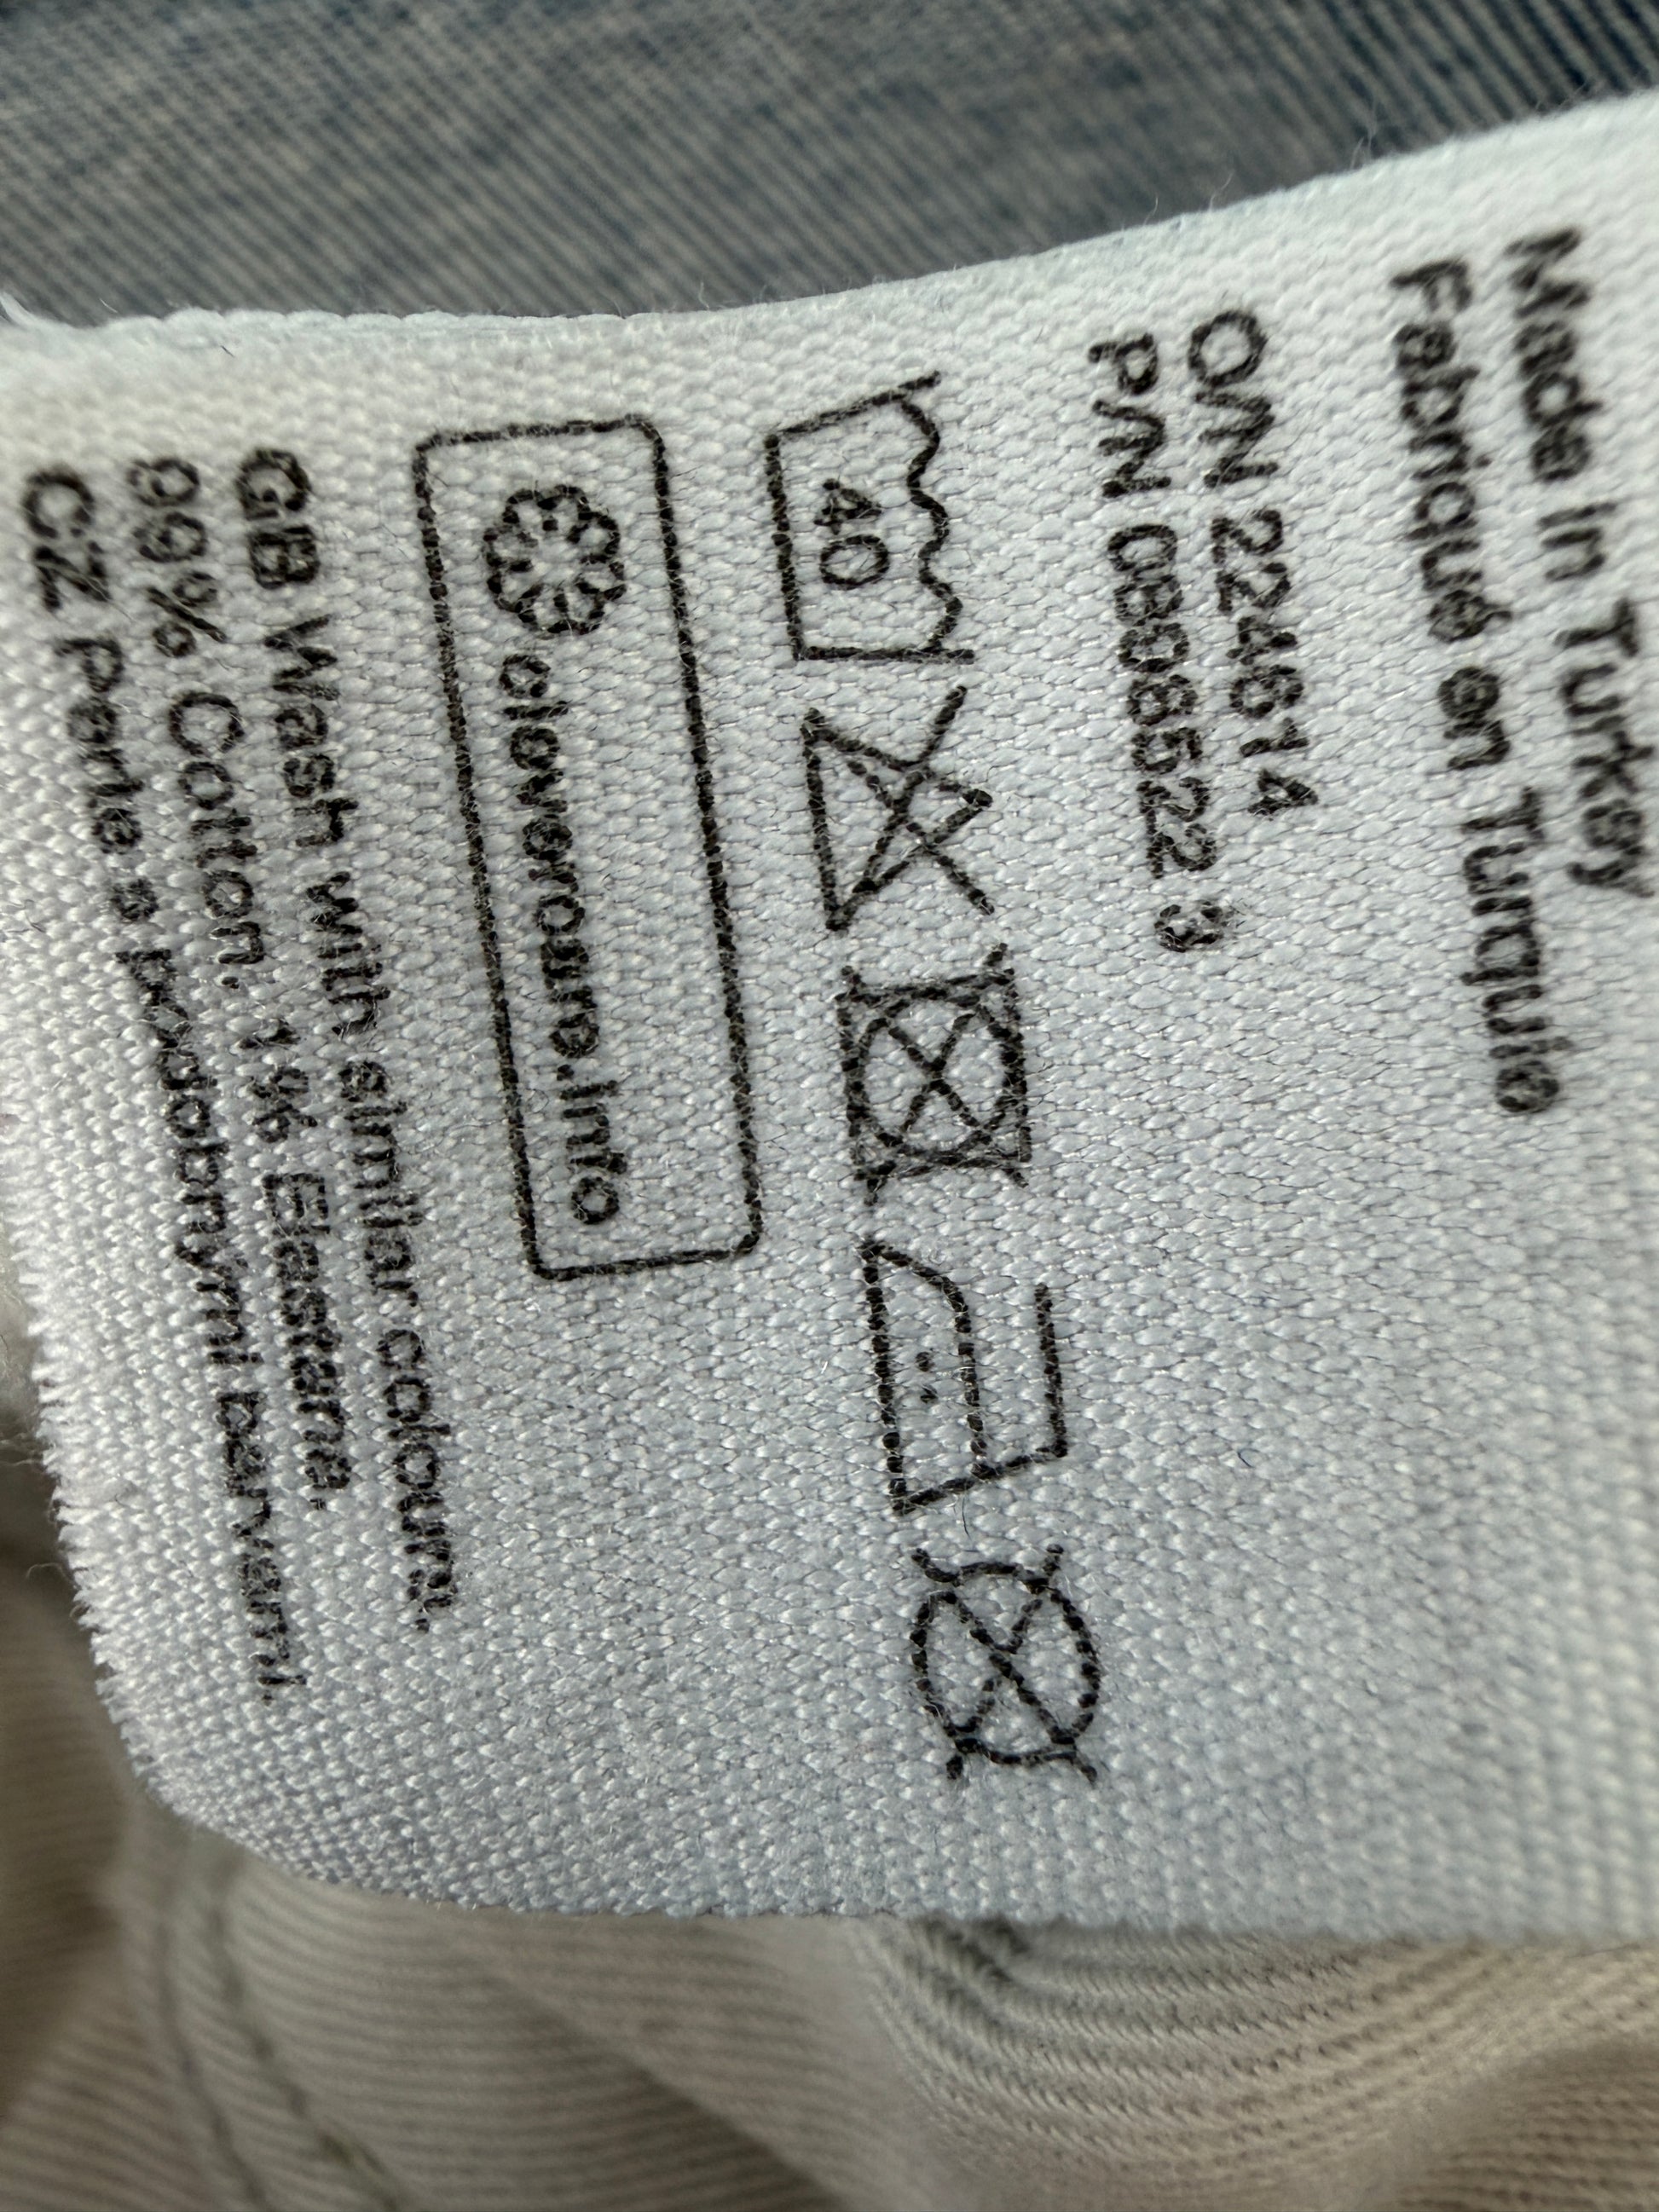 Made in Turkey
Fabriqué en Turquie
O/N 224614
P/N 0896522 3
40
clevercare.info
GB Wash with similar colours.
99% Cotton. 1% Elastane.
CZ Perte s podobnými barvami.